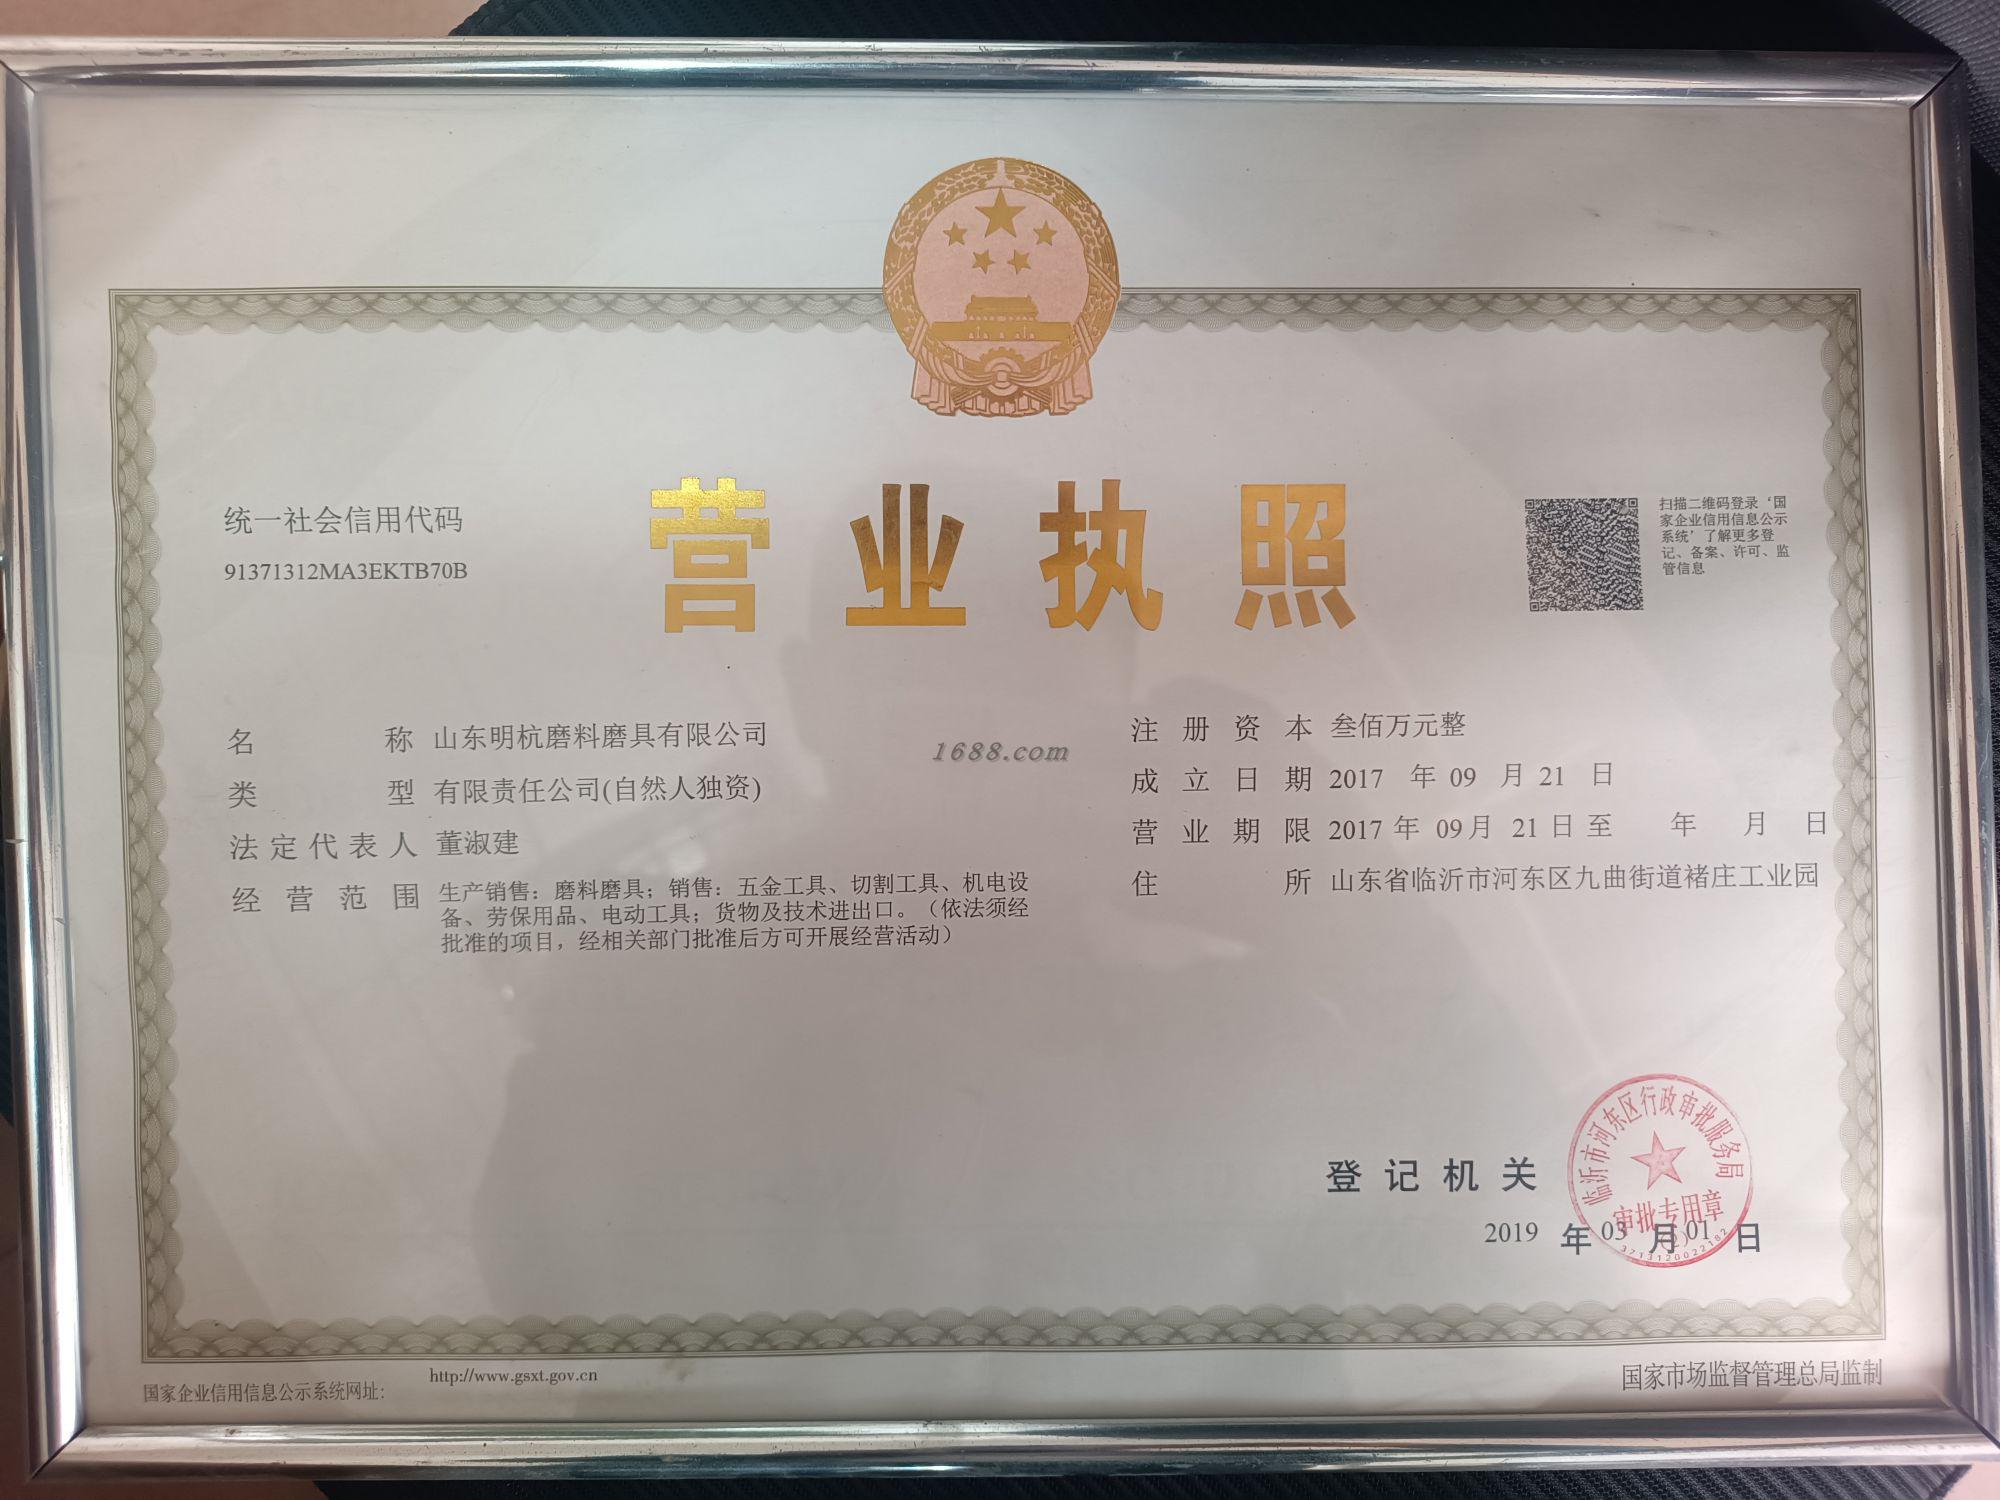 统一社会信用代码
91371312MA3EKTB70B
营业执照
扫描二维码登录‘国
家企业信用信息公示
系统’了解更多登
记、备案、许可、监
管信息
名称 山东明杭磨料磨具有限公司
类型 有限责任公司(自然人独资)
法定代表人 董淑建
经营范围 生产销售：磨料磨具；销售：五金工具、切割工具、机电设
备、劳保用品、电动工具；货物及技术进出口。（依法须经
批准的项目，经相关部门批准后方可开展经营活动）
1688.com
注册资本 叁佰万元整
成立日期 2017 年 09 月 21 日
营业期限 2017 年 09月 21 日 至 年 月 日
住所 山东省临沂市河东区九曲街道褚庄工业园
登记机关
临沂市河东区行政审批服务局
审批专用章
(2)
3713120022182
2019 年 03 月 01 日
国家企业信用信息公示系统网址: http://www.gsxt.gov.cn
国家市场监督管理总局监制